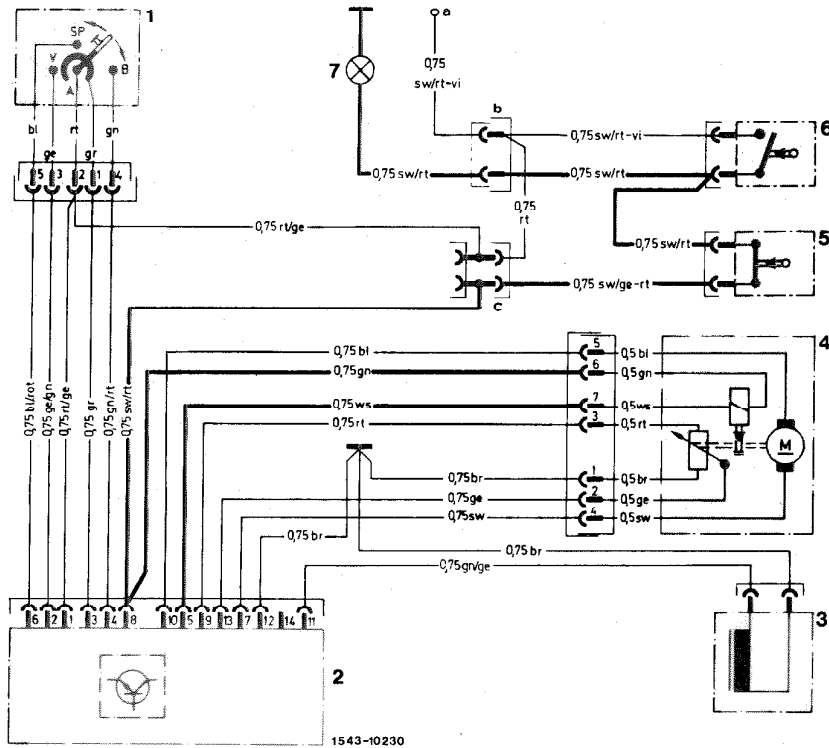 1
SP
V
A
B
bl
rt
gn
ge
gr
5 3 2 1 4
7
a
0,75
sw/rt-vi
b
0,75 sw/rt-vi
6
0,75 sw/rt
0,75 sw/rt
0,75
rt
0,75 rt/ge
0,75 sw/rt
5
0,75 sw/ge-rt
c
4
0,75 bl
5
0,5 bl
0,75 gn
6
0,5 gn
0,75 ws
7
0,5 ws
0,75 rt
3
0,5 rt
M
0,75 br
1
0,5 br
0,75 ge
2
0,5 ge
0,75 sw
4
0,5 sw
0,75 bl/rot
0,75 ge/gn
0,75 rt/ge
0,75 gr
0,75 gn/rt
0,75 sw/rt
0,75 br
0,75 br
0,75 gn/ge
6 2 1 3 4 8 10 5 9 13 7 12 14 11
3
2
1543-10230